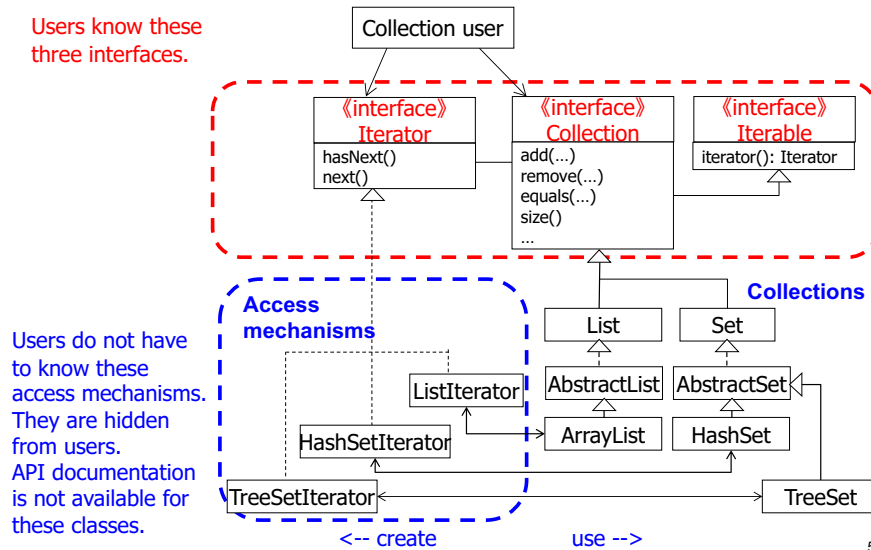 Users know these
three interfaces.
Collection user
《interface》
Iterator
hasNext()
next()
《interface》
Collection
add(…)
remove(…)
equals(…)
size()
…
《interface》
Iterable
iterator(): Iterator
Access
mechanisms
Collections
Users do not have
to know these
access mechanisms.
They are hidden
from users.
API documentation
is not available for
these classes.
List
Set
ListIterator
AbstractList
AbstractSet
HashSetIterator
ArrayList
HashSet
TreeSetIterator
TreeSet
<-- create
use -->
5